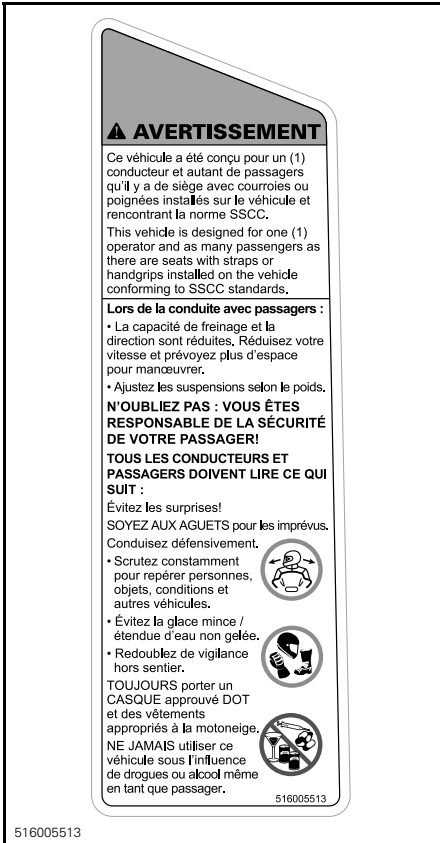 AVERTISSEMENT
Ce véhicule a été conçu pour un (1)
conducteur et autant de passagers
qu'il y a de siège avec courroies ou
poignées installés sur le véhicule et
rencontrant la norme SSCC.
This vehicle is designed for one (1)
operator and as many passengers as
there are seats with straps or
handgrips installed on the vehicle
conforming to SSCC standards.
Lors de la conduite avec passagers :
• La capacité de freinage et la
direction sont réduites. Réduisez votre
vitesse et prévoyez plus d'espace
pour manœuvrer.
• Ajustez les suspensions selon le poids.
N'OUBLIEZ PAS : VOUS ÊTES
RESPONSABLE DE LA SÉCURITÉ
DE VOTRE PASSAGER!
TOUS LES CONDUCTEURS ET
PASSAGERS DOIVENT LIRE CE QUI
SUIT :
Évitez les surprises!
SOYEZ AUX AGUETS pour les imprévus.
Conduisez défensivement.
• Scrutez constamment
pour repérer personnes,
objets, conditions et
autres véhicules.
• Évitez la glace mince /
étendue d'eau non gelée.
• Redoublez de vigilance
hors sentier.
TOUJOURS porter un
CASQUE approuvé DOT
et des vêtements
appropriés à la motoneige.
NE JAMAIS utiliser ce
véhicule sous l'influence
de drogues ou alcool même
en tant que passager.
516005513
516005513